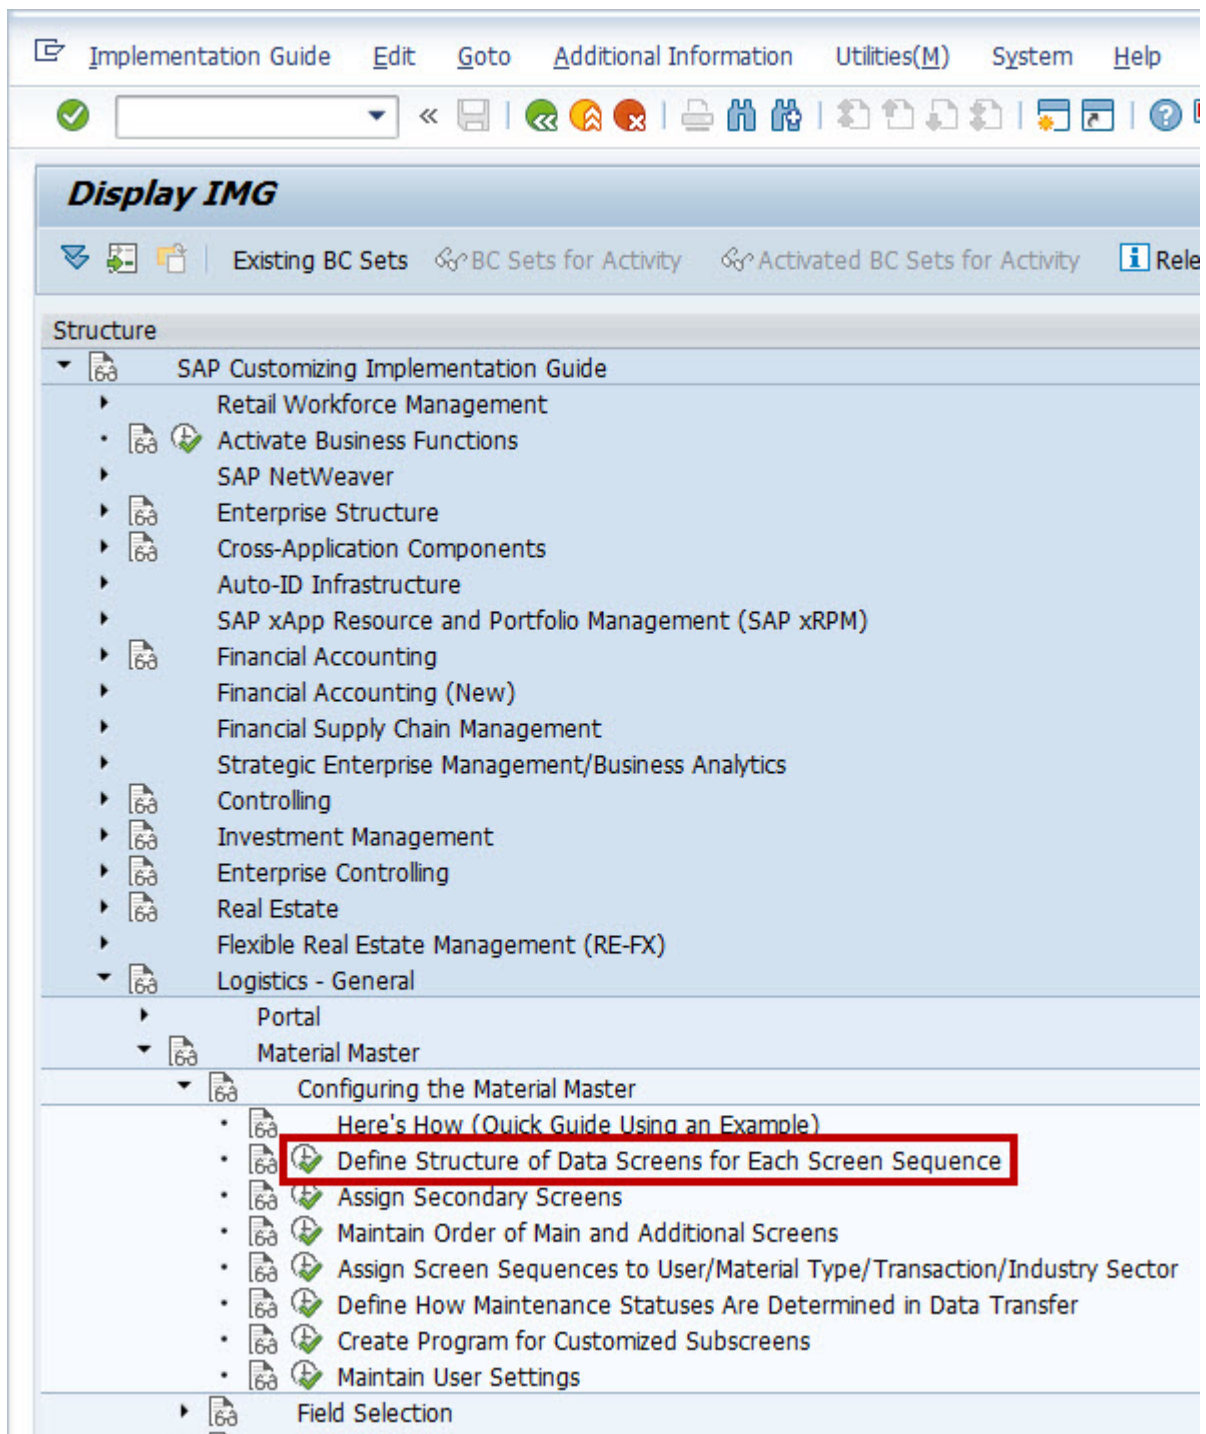 Implementation Guide Edit Goto Additional Information Utilities(M) System Help
Display IMG
Existing BC Sets BC Sets for Activity Activated BC Sets for Activity Rele
Structure
SAP Customizing Implementation Guide
Retail Workforce Management
Activate Business Functions
SAP NetWeaver
Enterprise Structure
Cross-Application Components
Auto-ID Infrastructure
SAP xApp Resource and Portfolio Management (SAP xRPM)
Financial Accounting
Financial Accounting (New)
Financial Supply Chain Management
Strategic Enterprise Management/Business Analytics
Controlling
Investment Management
Enterprise Controlling
Real Estate
Flexible Real Estate Management (RE-FX)
Logistics - General
Portal
Material Master
Configuring the Material Master
Here's How (Quick Guide Using an Example)
Define Structure of Data Screens for Each Screen Sequence
Assign Secondary Screens
Maintain Order of Main and Additional Screens
Assign Screen Sequences to User/Material Type/Transaction/Industry Sector
Define How Maintenance Statuses Are Determined in Data Transfer
Create Program for Customized Subscreens
Maintain User Settings
Field Selection